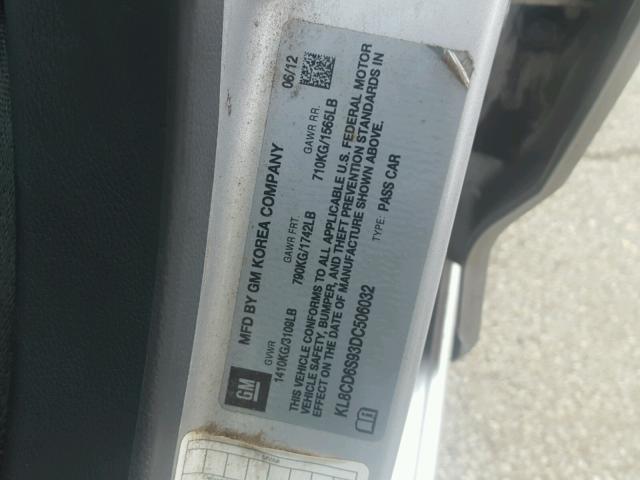 GM
MFD BY GM KOREA COMPANY
06/12
GVWR
GAWR FRT.
GAWR RR.
1410KG/3109LB
790KG/1742LB
710KG/1565LB
THIS VEHICLE CONFORMS TO ALL APPLICABLE U.S. FEDERAL MOTOR
VEHICLE SAFETY, BUMPER, AND THEFT PREVENTION STANDARDS IN
EFFECT ON THE DATE OF MANUFACTURE SHOWN ABOVE.
KL8CD6S93DC506032
TYPE: PASS CAR